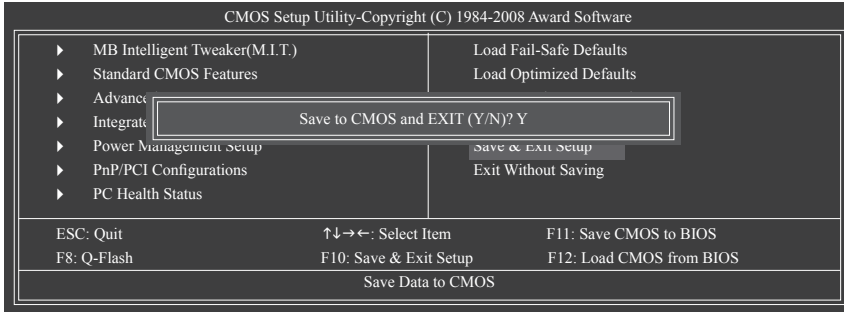 CMOS Setup Utility-Copyright (C) 1984-2008 Award Software
MB Intelligent Tweaker(M.I.T.)
Standard CMOS Features
Power Management Setup
PnP/PCI Configurations
PC Health Status
Load Fail-Safe Defaults
Load Optimized Defaults
Save & Exit Setup
Exit Without Saving
Save to CMOS and EXIT (Y/N)? Y
ESC: Quit ↑↓→←: Select Item F11: Save CMOS to BIOS
F8: Q-Flash F10: Save & Exit Setup F12: Load CMOS from BIOS
Save Data to CMOS